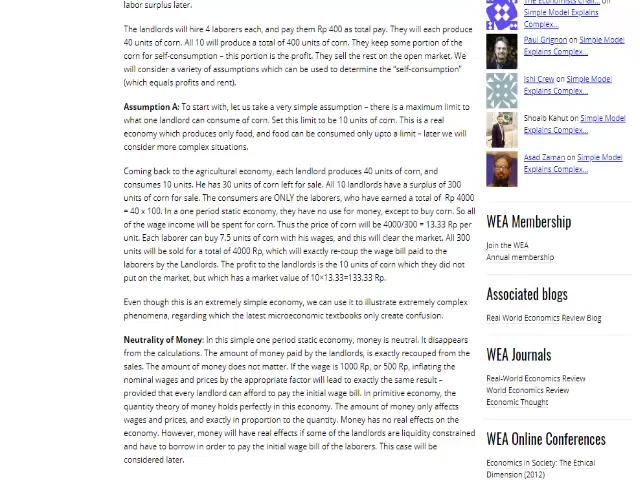 labor surplus later.
The landlords will hire 4 laborers each, and pay them Rp 400 as total pay. They will each produce
40 units of corn. All 10 will produce a total of 400 units of corn. They keep some portion of the
corn for self-consumption – this portion is the profit. They sell the rest on the open market. We
will consider a variety of assumptions which can be used to determine the “self-consumption”
(which equals profits and rent).
Assumption A: To start with, let us take a very simple assumption – there is a maximum limit to
what one landlord can consume of corn. Set this limit to be 10 units of corn. This is a real
economy which produces only food, and food can be consumed only upto a limit – later we will
consider more complex situations.
Coming back to the agricultural economy, each landlord produces 40 units of corn, and
consumes 10 units. He has 30 units of corn left for sale. All 10 landlords have a surplus of 300
units of corn for sale. The consumers are ONLY the laborers, who have earned a total of Rp 4000
= 40 x 100. In a one period static economy, they have no use for money, except to buy corn. So all
of the wage income will be spent for corn. Thus the price of corn will be 4000/300 = 13.33 Rp per
unit. Each laborer can buy 7.5 units of corn with his wages, and this will clear the market. All 300
units will be sold for a total of 4000 Rp, which will exactly re-coup the wage bill paid to the
laborers by the Landlords. The profit to the landlords is the 10 units of corn which they did not
put on the market, but which has a market value of 10×13.33=133.33 Rp.
Even though this is an extremely simple economy, we can use it to illustrate extremely complex
phenomena, regarding which the latest microeconomic textbooks only create confusion.
Neutrality of Money: In this simple one period static economy, money is neutral. It disappears
from the calculations. The amount of money paid by the landlords, is exactly recouped from the
sales. The amount of money does not matter. If the wage is 1000 Rp, or 500 Rp, inflating the
nominal wages and prices by the appropriate factor will lead to exactly the same result –
provided that every landlord can afford to pay the initial wage bill. In primitive economy, the
quantity theory of money holds perfectly in this economy. The amount of money only affects
wages and prices, and exactly in proportion to the quantity. Money has no real effects on the
economy. However, money will have real effects if some of the landlords are liquidity constrained
and have to borrow in order to pay the initial wage bill of the laborers. This case will be
considered later.
The Economists' Chair... on
Simple Model
Explains
Complex...
Paul Grignon on Simple Model
Explains Complex...
Ishi Crew on Simple Model
Explains Complex...
Shoaib Kahut on Simple Model
Explains Complex...
Asad Zaman on Simple Model
Explains Complex...
WEA Membership
Join the WEA
Annual membership
Associated blogs
Real World Economics Review Blog
WEA Journals
Real-World Economics Review
World Economics Review
Economic Thought
WEA Online Conferences
Economics in Society: The Ethical
Dimension (2012)